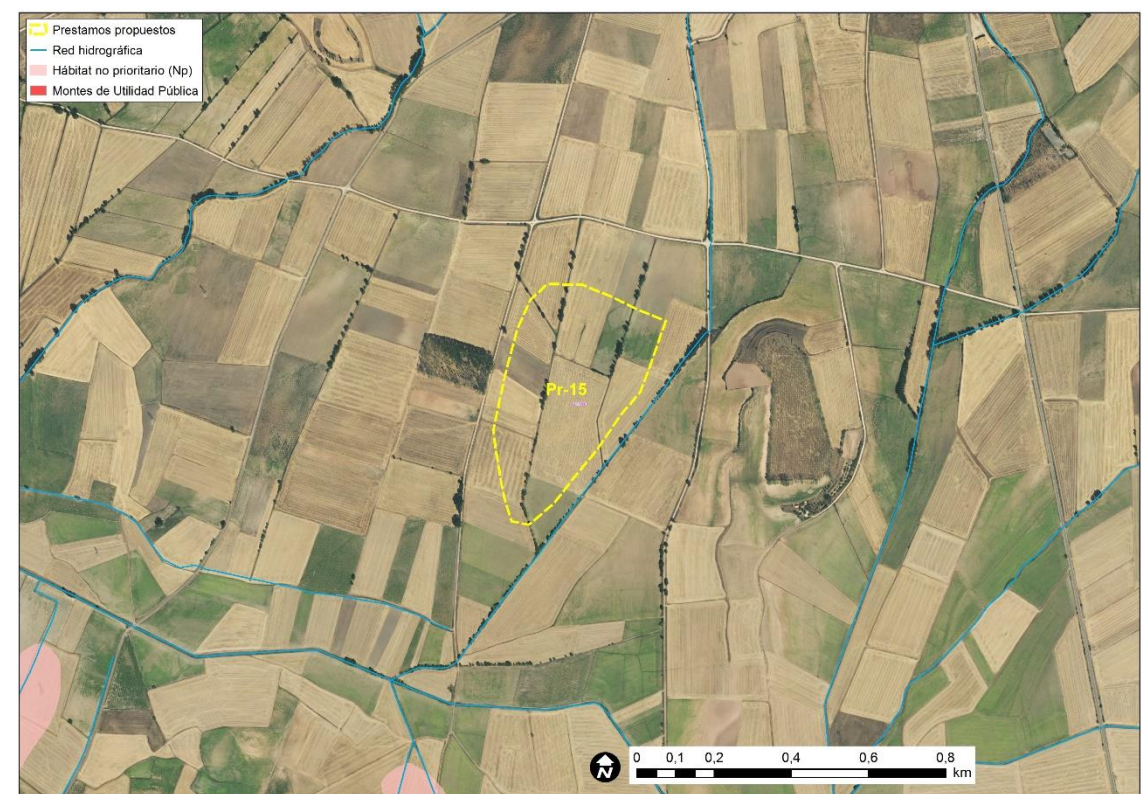 Prestamos propuestos
Red hidrográfica
Hábitat no prioritario (Np)
Montes de Utilidad Pública
Pr-15
N
0 0,1 0,2 0,4 0,6 0,8
km